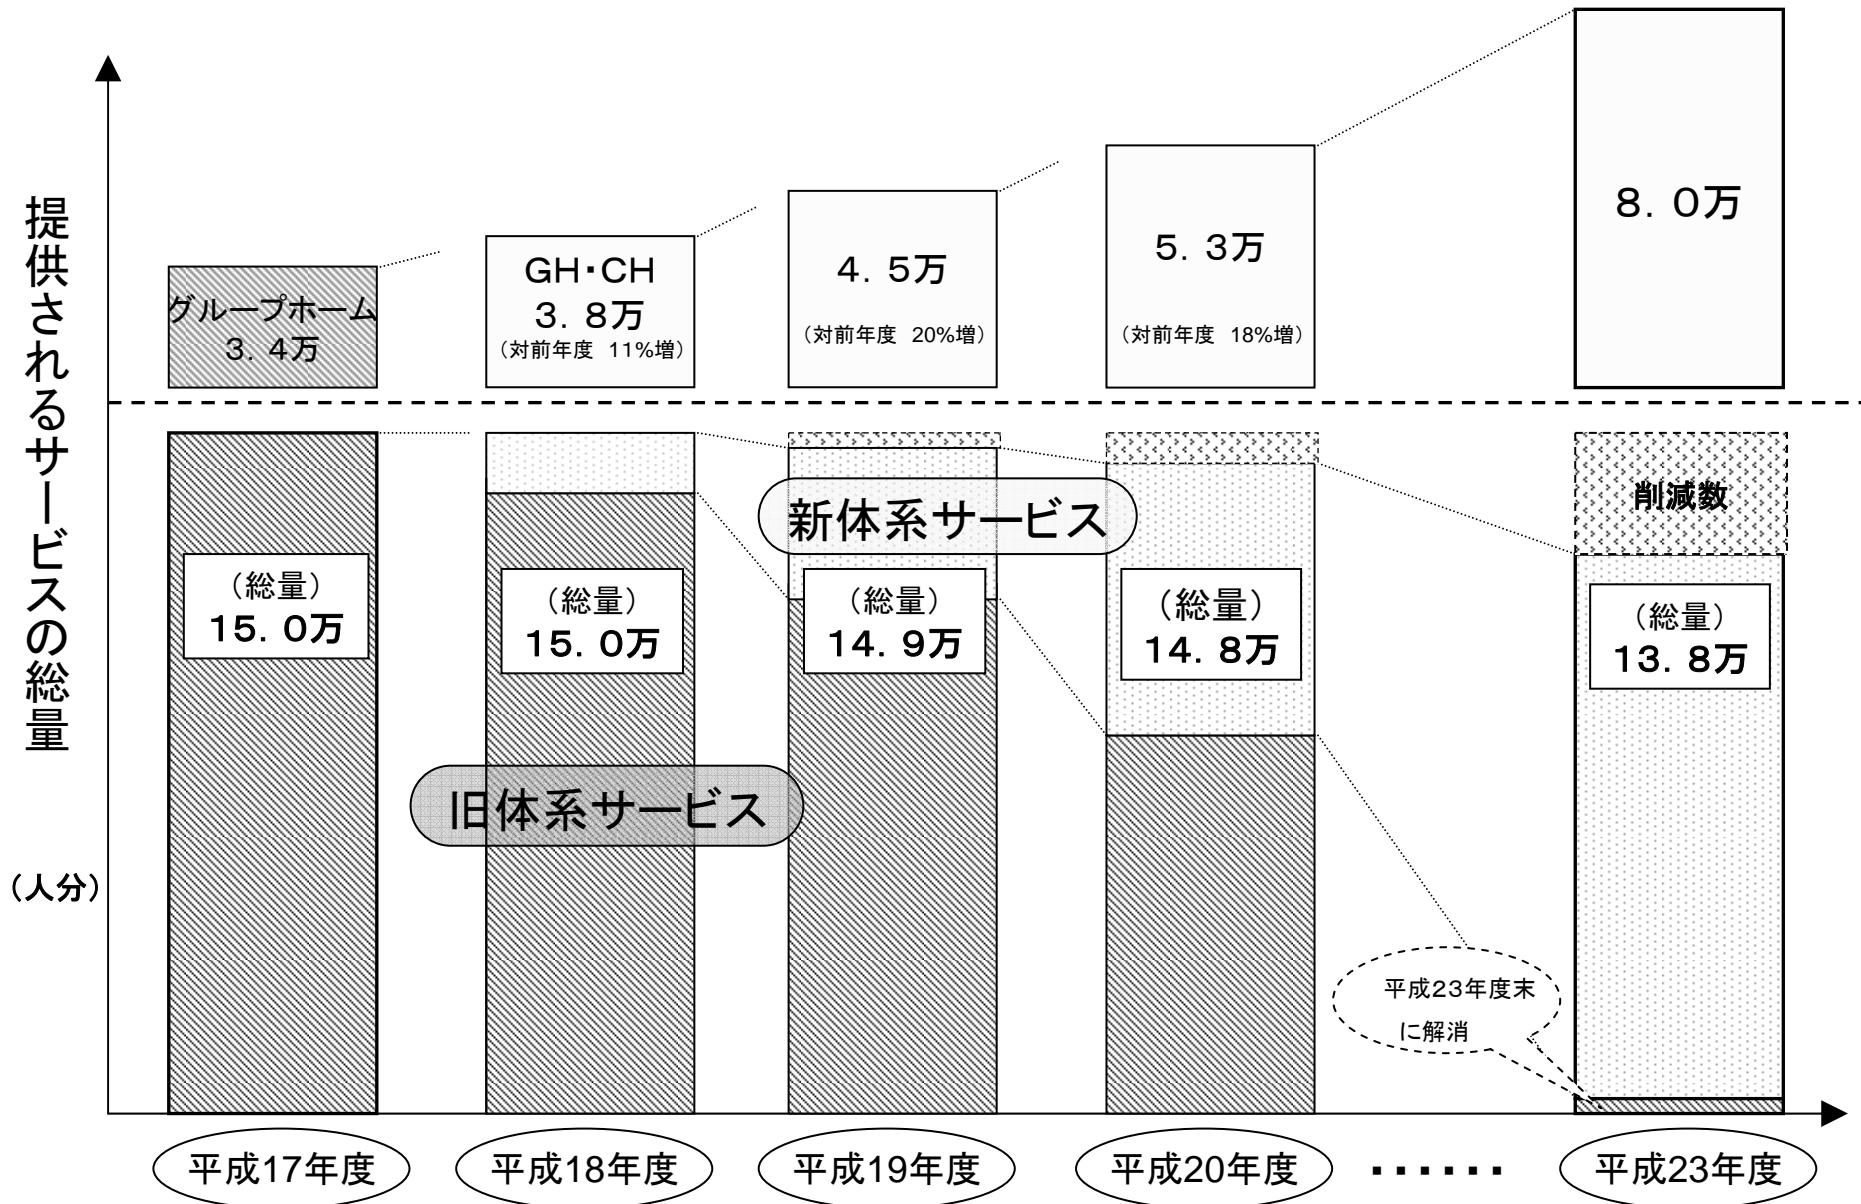 提供されるサービスの総量
（人分）
グループホーム
３．４万
GH・CH
３．８万
（対前年度 11%増）
４．５万
（対前年度 20%増）
５．３万
（対前年度 18%増）
８．０万
新体系サービス
削減数
（総量）
１５．０万
（総量）
１５．０万
（総量）
１４．９万
（総量）
１４．８万
（総量）
１３．８万
旧体系サービス
平成２３年度末
に解消
平成17年度
平成18年度
平成19年度
平成20年度
・・・・・・
平成23年度